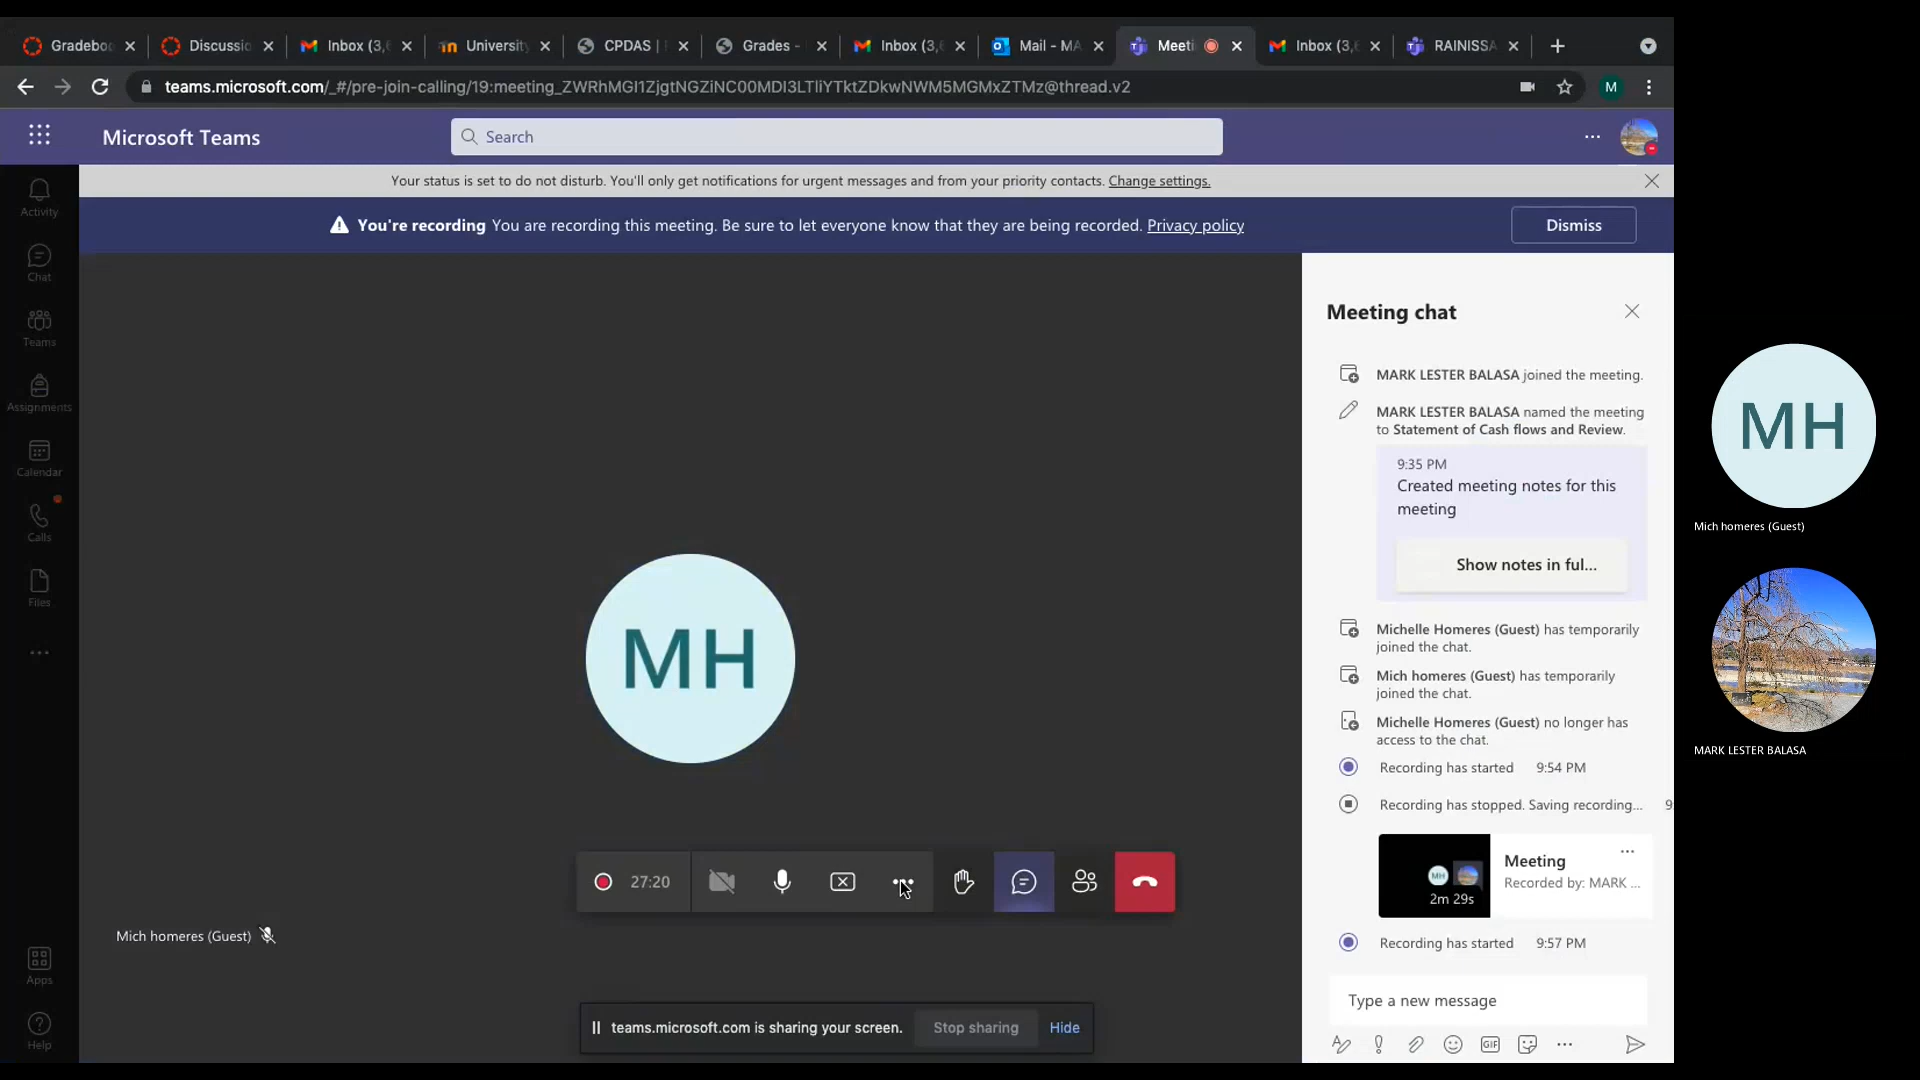 Gradeboo
Discussio
Inbox (3,6
University
CPDAS |
Grades -
Inbox (3,6
Mail - MA
Meeti
Inbox (3,6
RAINISSA
teams.microsoft.com/_#/pre-join-calling/19:meeting_ZWRhMGI1ZjgtNGZiNC00MDI3LTliYTktZDkwNWM5MGMxZTMz@thread.v2
M
Microsoft Teams
Search
Your status is set to do not disturb. You'll only get notifications for urgent messages and from your priority contacts. Change settings.
You're recording You are recording this meeting. Be sure to let everyone know that they are being recorded. Privacy policy
Dismiss
Activity
Chat
Teams
Assignments
Calendar
Calls
Files
Apps
Help
MH
Mich homeres (Guest)
27:20
teams.microsoft.com is sharing your screen.
Stop sharing
Hide
Meeting chat
MARK LESTER BALASA joined the meeting.
MARK LESTER BALASA named the meeting
to Statement of Cash flows and Review.
9:35 PM
Created meeting notes for this
meeting
Show notes in ful...
Michelle Homeres (Guest) has temporarily
joined the chat.
Mich homeres (Guest) has temporarily
joined the chat.
Michelle Homeres (Guest) no longer has
access to the chat.
Recording has started 9:54 PM
Recording has stopped. Saving recording... 9
MH
2m 29s
Meeting
Recorded by: MARK ...
Recording has started 9:57 PM
Type a new message
GIF
MH
Mich homeres (Guest)
MARK LESTER BALASA